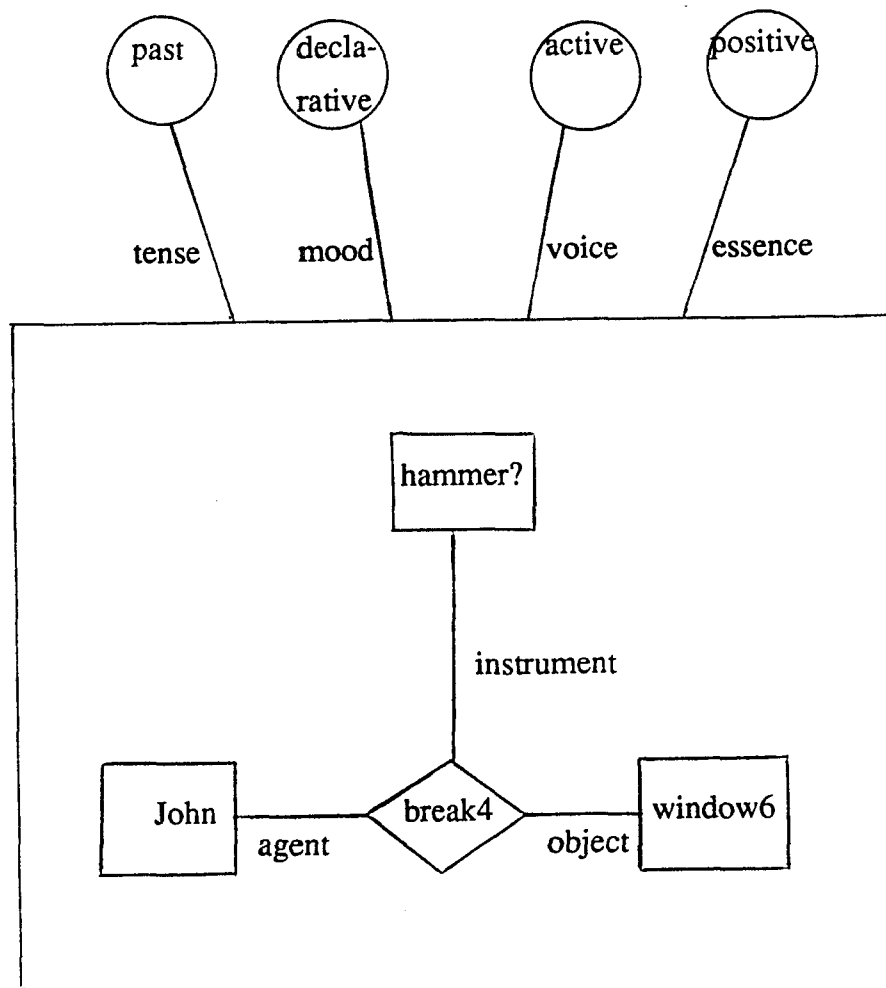 past
decla-
rative
active
positive
tense
mood
voice
essence
hammer?
instrument
John
break4
window6
agent
object